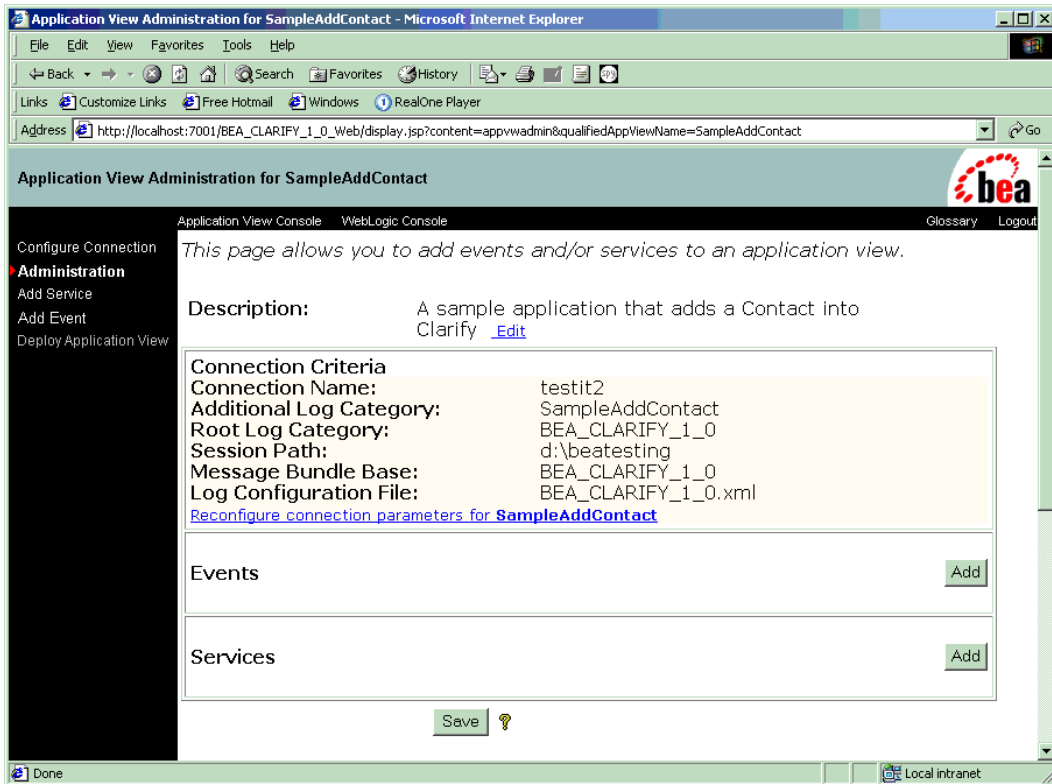 Application View Administration for SampleAddContact - Microsoft Internet Explorer
File Edit View Favorites Tools Help
Back Search Favorites History
Links Customize Links Free Hotmail Windows RealOne Player
Address http://localhost:7001/BEA_CLARIFY_1_0_Web/display.jsp?content=appvwadmin&qualifiedAppViewName=SampleAddContact Go
Application View Administration for SampleAddContact
bea
Application View Console WebLogic Console Glossary Logout
Configure Connection
Administration
Add Service
Add Event
Deploy Application View
This page allows you to add events and/or services to an application view.
Description: A sample application that adds a Contact into
Clarify Edit
Connection Criteria
Connection Name: testit2
Additional Log Category: SampleAddContact
Root Log Category: BEA_CLARIFY_1_0
Session Path: d:\beatesting
Message Bundle Base: BEA_CLARIFY_1_0
Log Configuration File: BEA_CLARIFY_1_0.xml
Reconfigure connection parameters for SampleAddContact
Events Add
Services Add
Save ?
Done Local intranet